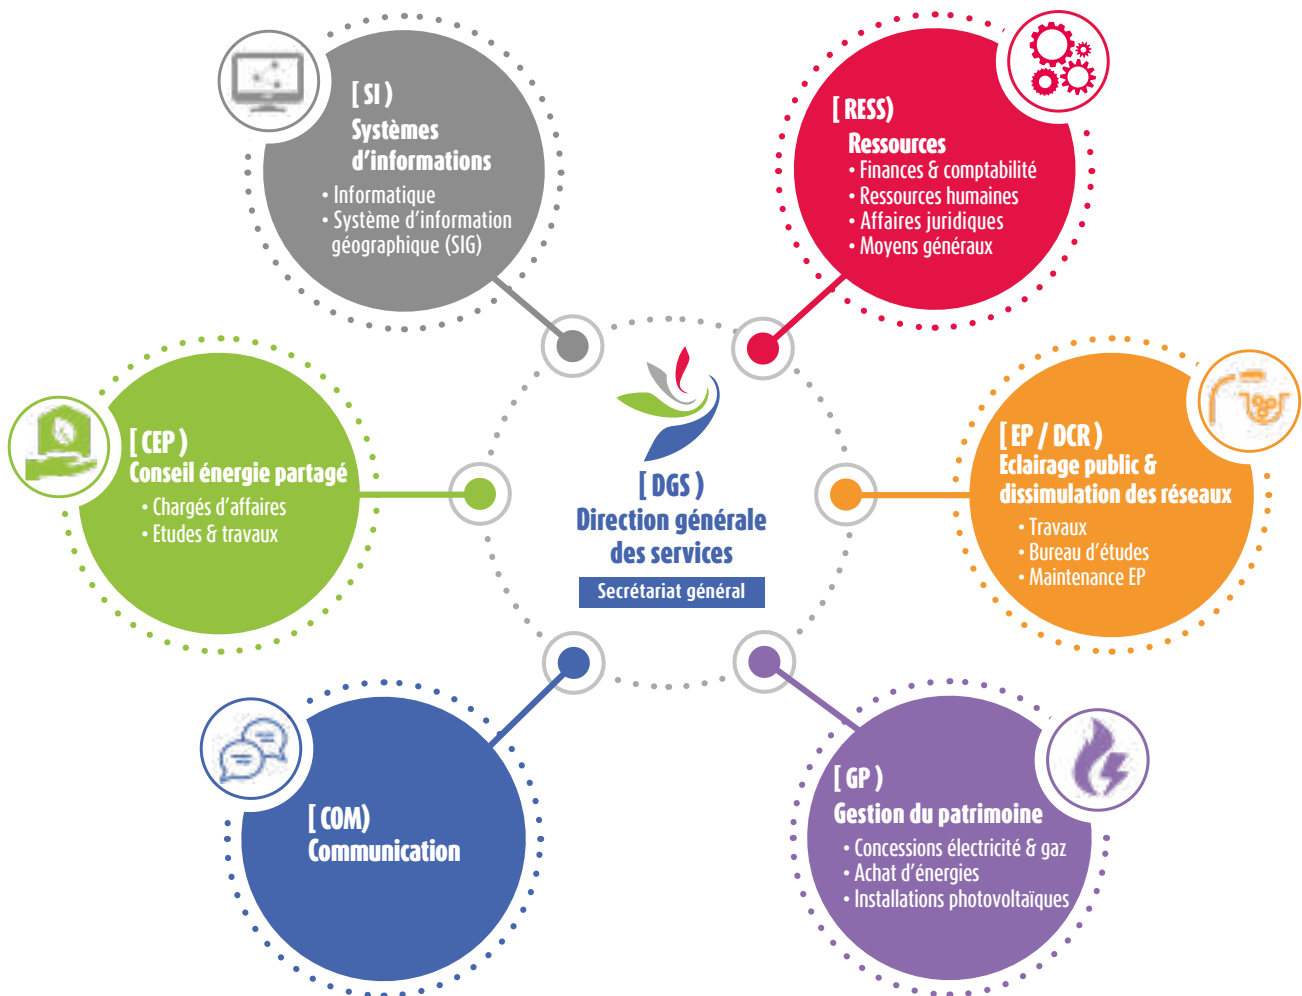 [ SI )
Systèmes
d'informations
• Informatique
• Système d'information
géographique (SIG)
[ RESS)
Ressources
• Finances & comptabilité
• Ressources humaines
• Affaires juridiques
• Moyens généraux
[ CEP )
Conseil énergie partagé
• Chargés d'affaires
• Etudes & travaux
[ DGS )
Direction générale
des services
Secrétariat général
[ EP / DCR )
Eclairage public &
dissimulation des réseaux
• Travaux
• Bureau d'études
• Maintenance EP
[ COM)
Communication
[ GP )
Gestion du patrimoine
• Concessions électricité & gaz
• Achat d'énergies
• Installations photovoltaïques